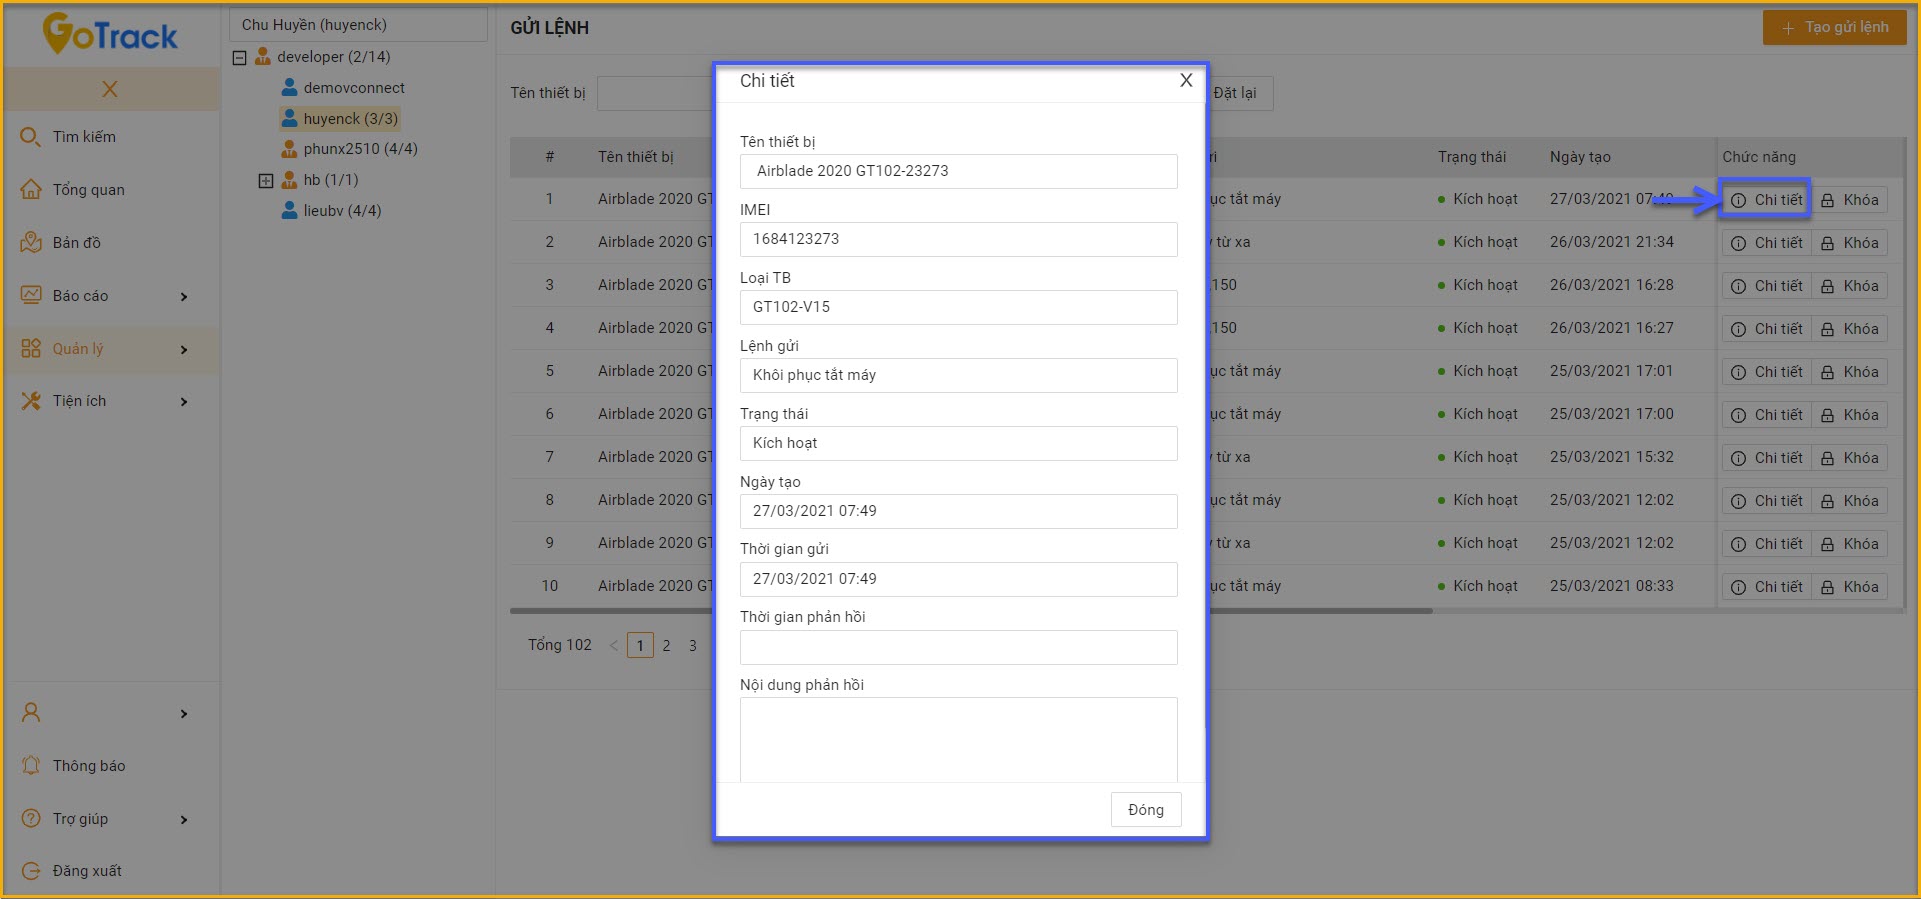 GoTrack
X
Tìm kiếm
Tổng quan
Bản đồ
Báo cáo
Quản lý
Tiện ích
Thông báo
Trợ giúp
Đăng xuất
Chu Huyền (huyenck)
developer (2/14)
demovconnect
huyenck (3/3)
phunx2510 (4/4)
hb (1/1)
lieubv (4/4)
GỬI LỆNH
+ Tạo gửi lệnh
Tên thiết bị
Đặt lại
# Tên thiết bị Trạng thái Ngày tạo Chức năng
1 Airblade 2020 GT ục tắt máy Kích hoạt 27/03/2021 07:49 Chi tiết Khóa
2 Airblade 2020 GT từ xa Kích hoạt 26/03/2021 21:34 Chi tiết Khóa
3 Airblade 2020 GT 150 Kích hoạt 26/03/2021 16:28 Chi tiết Khóa
4 Airblade 2020 GT 150 Kích hoạt 26/03/2021 16:27 Chi tiết Khóa
5 Airblade 2020 GT ục tắt máy Kích hoạt 25/03/2021 17:01 Chi tiết Khóa
6 Airblade 2020 GT ục tắt máy Kích hoạt 25/03/2021 17:00 Chi tiết Khóa
7 Airblade 2020 GT từ xa Kích hoạt 25/03/2021 15:32 Chi tiết Khóa
8 Airblade 2020 GT ục tắt máy Kích hoạt 25/03/2021 12:02 Chi tiết Khóa
9 Airblade 2020 GT từ xa Kích hoạt 25/03/2021 12:02 Chi tiết Khóa
10 Airblade 2020 GT ục tắt máy Kích hoạt 25/03/2021 08:33 Chi tiết Khóa
Tổng 102 < 1 2 3
Chi tiết X
Tên thiết bị
Airblade 2020 GT102-23273
IMEI
1684123273
Loại TB
GT102-V15
Lệnh gửi
Khôi phục tắt máy
Trạng thái
Kích hoạt
Ngày tạo
27/03/2021 07:49
Thời gian gửi
27/03/2021 07:49
Thời gian phản hồi
Nội dung phản hồi
Đóng